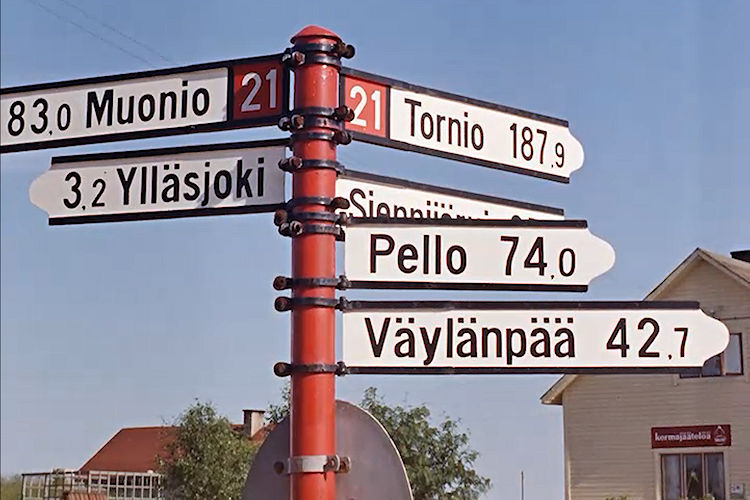 83,0 Muonio 21
21 Tornio 187,9
3,2 Ylläsjoki
Pello 74,0
Väylänpää 42,7
kermajäätelöä